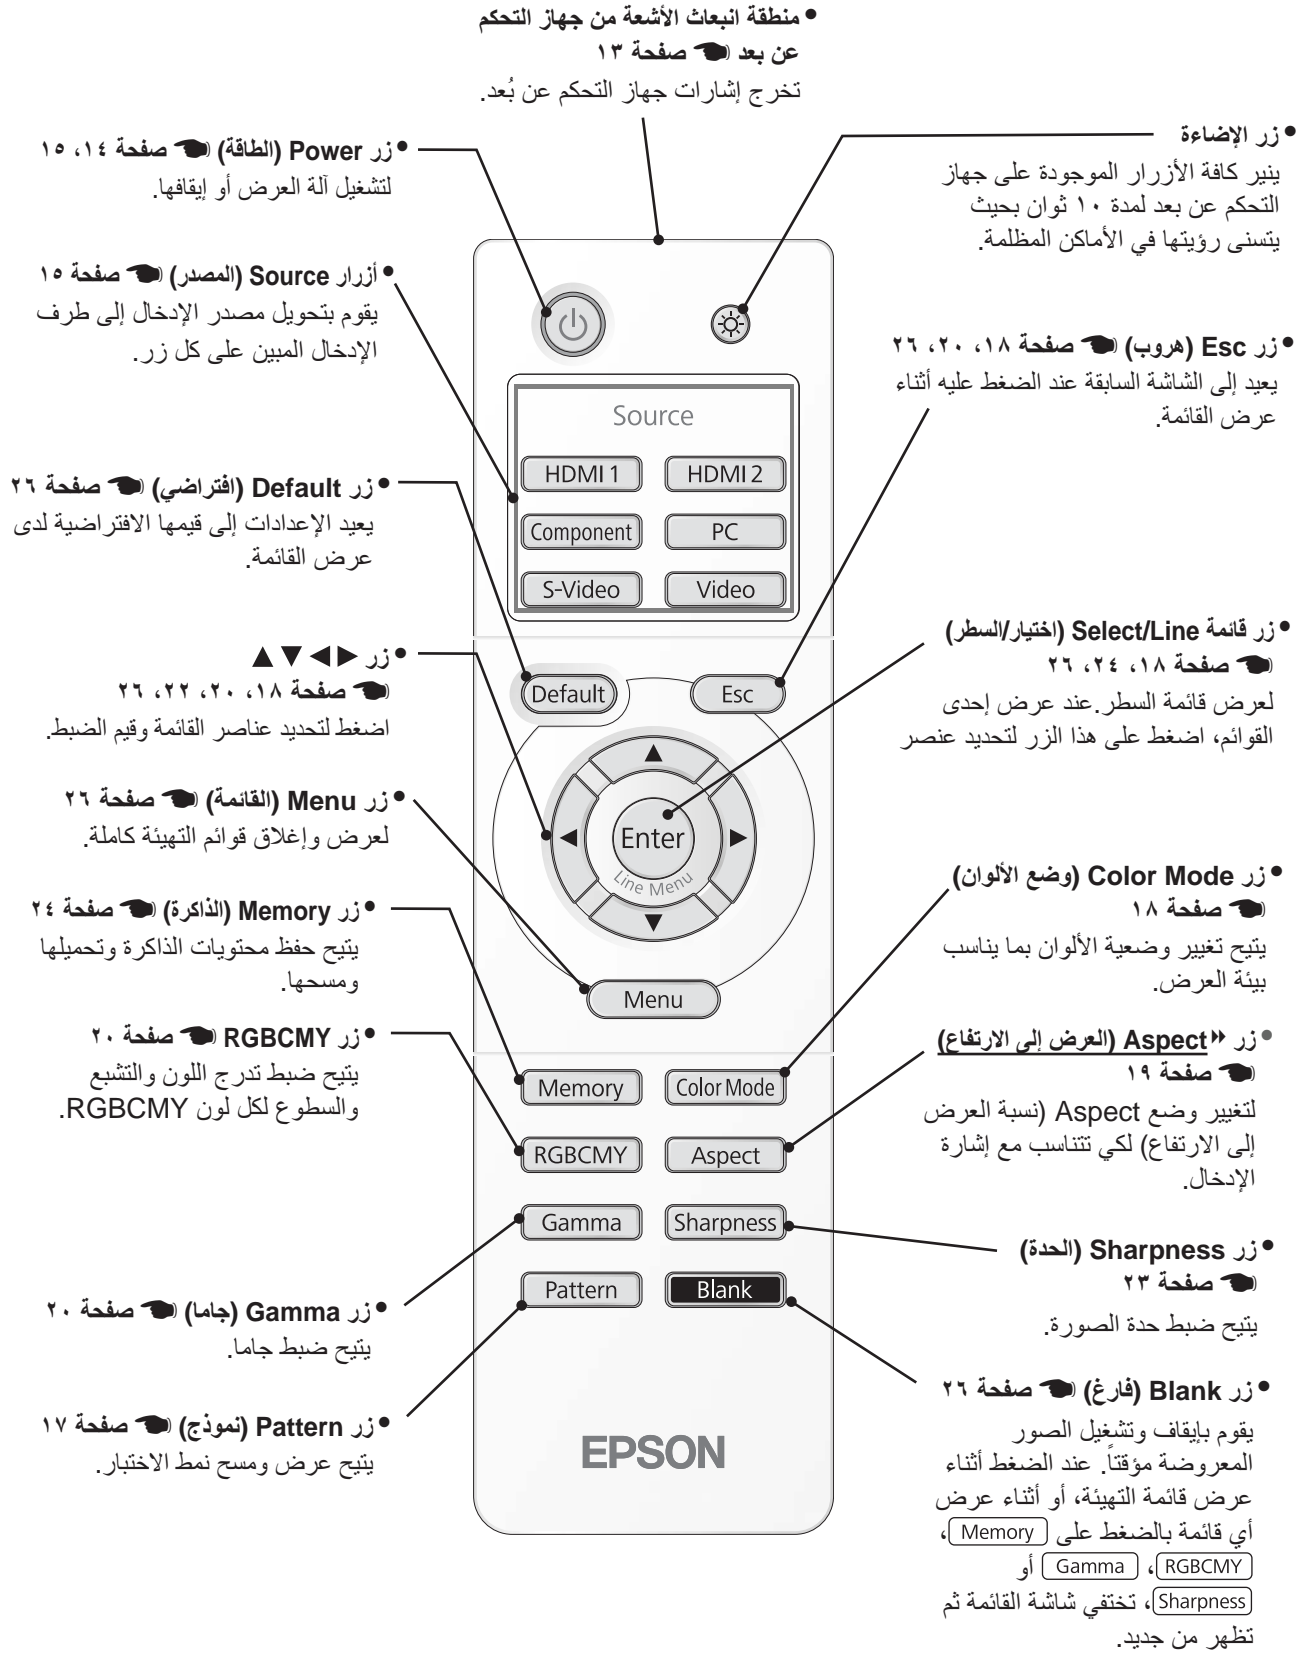 منطقة انبعاث الأشعة من جهاز التحكم
عن بعد ☚ صفحة ١٣
تخرج إشارات جهاز التحكم عن بُعد.
• زر الإضاءة
ينير كافة الأزرار الموجودة على جهاز
التحكم عن بعد لمدة ١٠ ثوان بحيث
يتسنى رؤيتها في الأماكن المظلمة.
• زر Esc (هروب) ☚ صفحة ١٨، ٢٠، ٢٦
يعيد إلى الشاشة السابقة عند الضغط عليه أثناء
عرض القائمة.
• زر قائمة Select/Line (اختيار/السطر)
☚ صفحة ١٨، ٢٤، ٢٦
لعرض قائمة السطر.عند عرض إحدى
القوائم، اضغط على هذا الزر لتحديد عنصر
• زر Color Mode (وضع الألوان)
☚ صفحة ١٨
يتيح تغيير وضعية الألوان بما يناسب
بيئة العرض.
• زر Aspect (العرض إلى الارتفاع)
☚ صفحة ١٩
لتغيير وضع Aspect (نسبة العرض
إلى الارتفاع) لكي تتناسب مع إشارة
الإدخال.
• زر Sharpness (الحدة)
☚ صفحة ٢٣
يتيح ضبط حدة الصورة.
• زر Blank (فارغ) ☚ صفحة ٢٦
يقوم بإيقاف وتشغيل الصور
المعروضة مؤقتاً. عند الضغط أثناء
عرض قائمة التهيئة، أو أثناء عرض
أي قائمة بالضغط على Memory،
RGBCMY، Gamma أو
Sharpness، تختفي شاشة القائمة ثم
تظهر من جديد.
• زر Power (الطاقة) ☚ صفحة ١٤، ١٥
لتشغيل آلة العرض أو إيقافها.
• أزرار Source (المصدر) ☚ صفحة ١٥
يقوم بتحويل مصدر الإدخال إلى طرف
الإدخال المبين على كل زر.
• زر Default (افتراضي) ☚ صفحة ٢٦
يعيد الإعدادات إلى قيمها الافتراضية لدى
عرض القائمة.
• زر ▲▼◀▶
☚ صفحة ١٨، ٢٠، ٢٢، ٢٦
اضغط لتحديد عناصر القائمة وقيم الضبط.
• زر Menu (القائمة) ☚ صفحة ٢٦
لعرض وإغلاق قوائم التهيئة كاملة.
• زر Memory (الذاكرة) ☚ صفحة ٢٤
يتيح حفظ محتويات الذاكرة وتحميلها
ومسحها.
• زر RGBCMY ☚ صفحة ٢٠
يتيح ضبط تدرج اللون والتشبع
والسطوع لكل لون RGBCMY.
• زر Gamma (جاما) ☚ صفحة ٢٠
يتيح ضبط جاما.
• زر Pattern (نموذج) ☚ صفحة ١٧
يتيح عرض ومسح نمط الاختبار.
Source
HDMI 1
HDMI 2
Component
PC
S-Video
Video
Default
Esc
Enter
Line Menu
Menu
Memory
Color Mode
RGBCMY
Aspect
Gamma
Sharpness
Pattern
Blank
EPSON